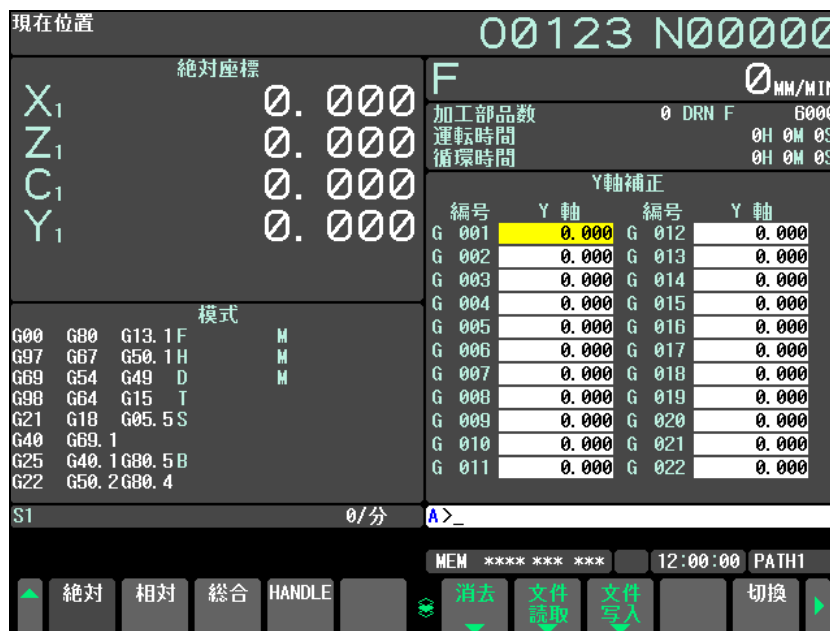 現在位置 O0123 N00000
絶対座標
X1 0.000
Z1 0.000
C1 0.000
Y1 0.000
F 0 MM/MIN
加工部品数 0 DRN F 6000
運転時間 0H 0M 0S
循環時間 0H 0M 0S
Y軸補正
編号 Y 軸 編号 Y 軸
G 001 0.000 G 012 0.000
G 002 0.000 G 013 0.000
G 003 0.000 G 014 0.000
G 004 0.000 G 015 0.000
G 005 0.000 G 016 0.000
G 006 0.000 G 017 0.000
G 007 0.000 G 018 0.000
G 008 0.000 G 019 0.000
G 009 0.000 G 020 0.000
G 010 0.000 G 021 0.000
G 011 0.000 G 022 0.000
模式
G00 G80 G13.1 F M
G97 G67 G50.1 H M
G69 G54 G49 D M
G98 G64 G15 T
G21 G18 G05.5 S
G40 G69.1
G25 G40.1 G80.5 B
G22 G50.2 G80.4
S1 0/分
A>_
MEM **** *** *** 12:00:00 PATH1
絶対 相対 総合 HANDLE 消去 文件 文件 切換
読取 写入